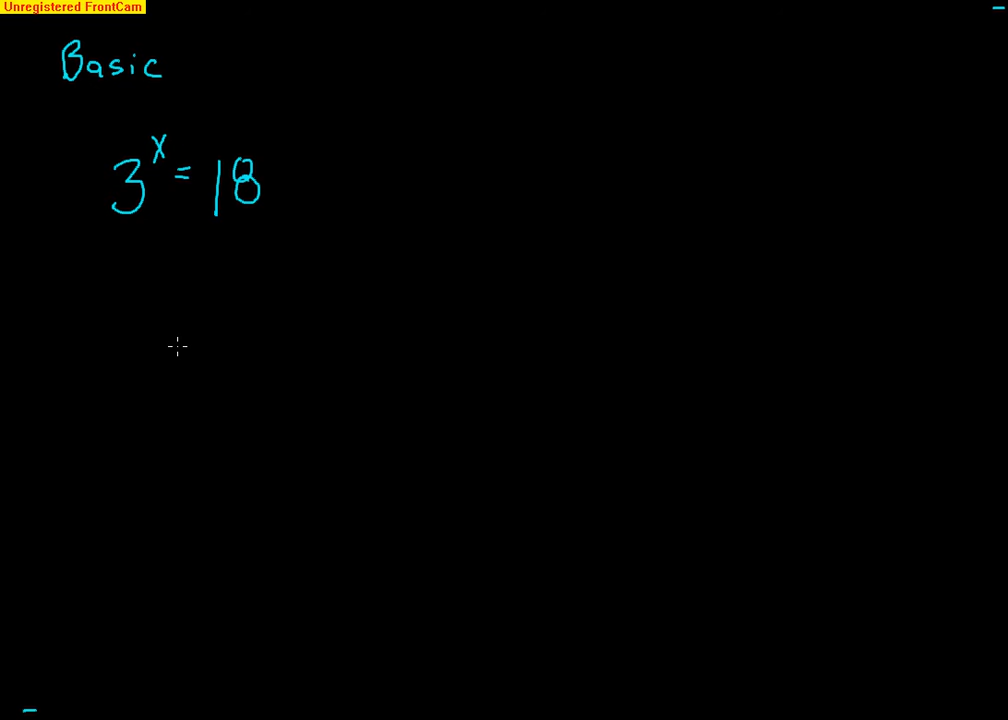 Unregistered FrontCam
Basic
3^x = 18